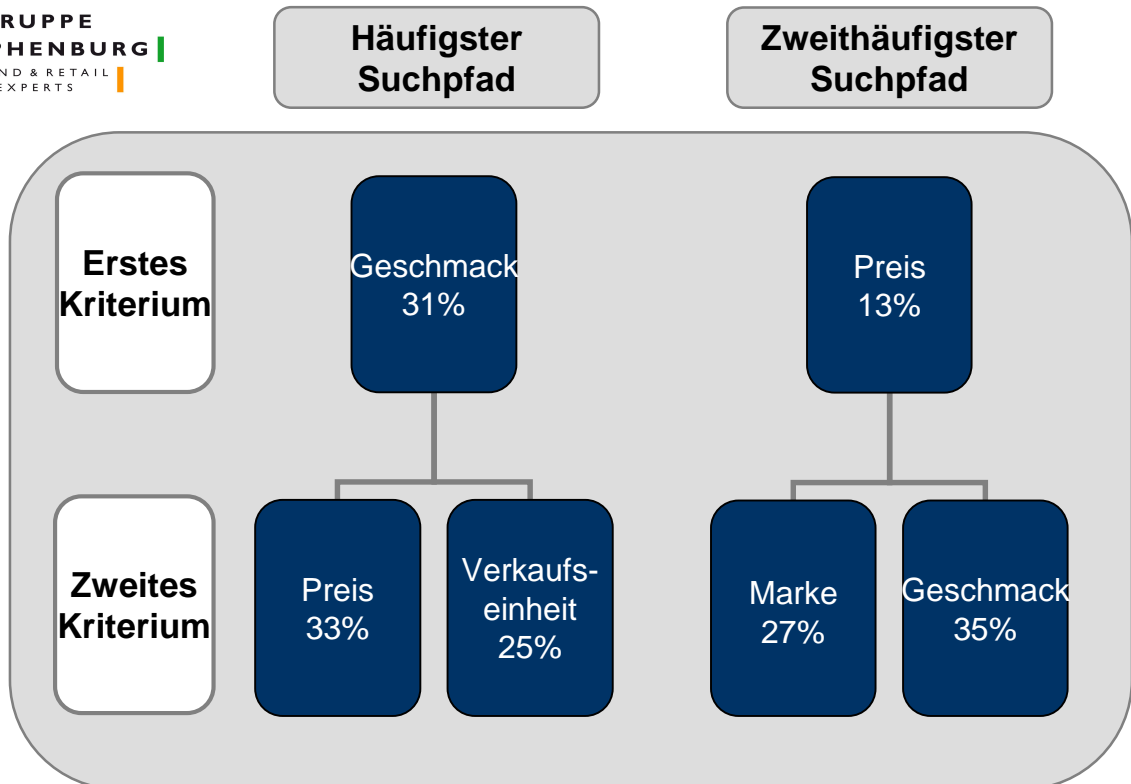 RUPPE
PHENBURG
ND & RETAIL
EXPERTS
Häufigster
Suchpfad
Zweithäufigster
Suchpfad
Erstes
Kriterium
Geschmack
31%
Preis
13%
Zweites
Kriterium
Preis
33%
Verkaufs-
einheit
25%
Marke
27%
Geschmack
35%